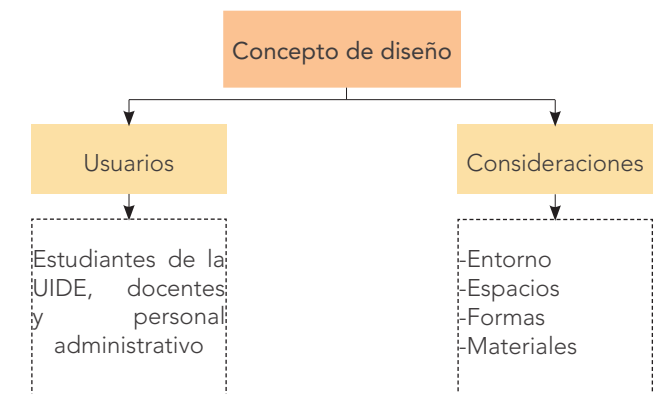 Concepto de diseño
Usuarios
Estudiantes de la
UIDE, docentes
y personal
administrativo
Consideraciones
-Entorno
-Espacios
-Formas
-Materiales